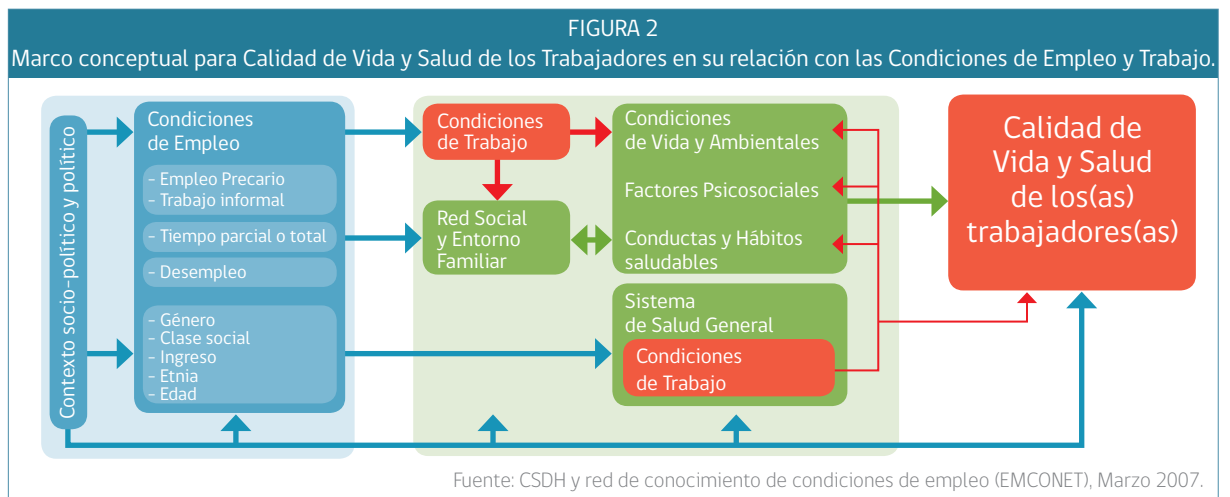 FIGURA 2
Marco conceptual para Calidad de Vida y Salud de los Trabajadores en su relación con las Condiciones de Empleo y Trabajo.
Contexto socio-político y político
Condiciones
de Empleo
- Empleo Precario
- Trabajo informal
- Tiempo parcial o total
- Desempleo
- Género
- Clase social
- Ingreso
- Etnia
- Edad
Condiciones
de Trabajo
Red Social
y Entorno
Familiar
Condiciones
de Vida y Ambientales
Factores Psicosociales
Conductas y Hábitos
saludables
Sistema
de Salud General
Condiciones
de Trabajo
Calidad de
Vida y Salud
de los(as)
trabajadores(as)
Fuente: CSDH y red de conocimiento de condiciones de empleo (EMCONET), Marzo 2007.